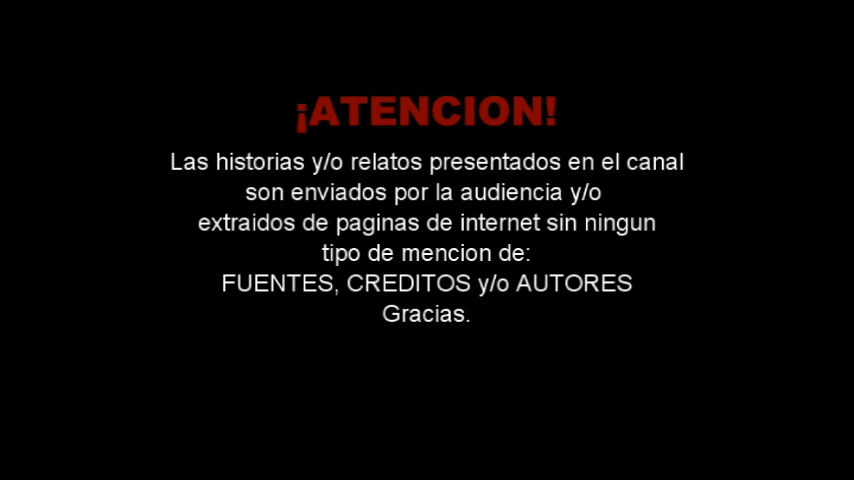 ¡ATENCION!
Las historias y/o relatos presentados en el canal
son enviados por la audiencia y/o
extraidos de paginas de internet sin ningun
tipo de mencion de:
FUENTES, CREDITOS y/o AUTORES
Gracias.